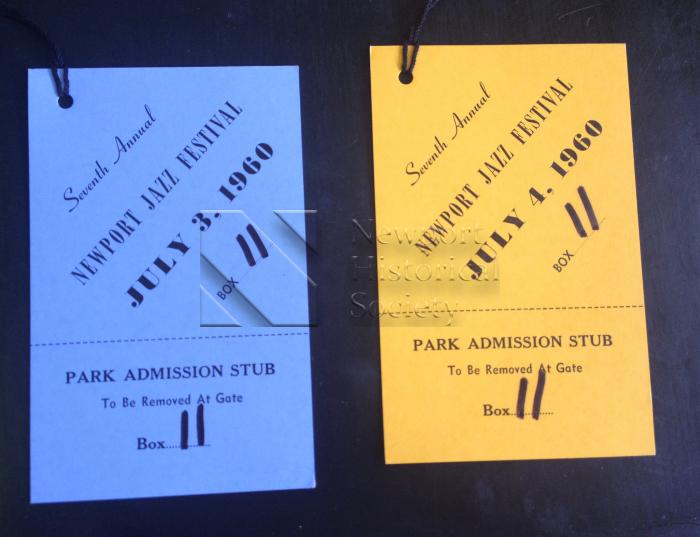 Seventh Annual
NEWPORT JAZZ FESTIVAL
JULY 3, 1960
BOX 11
PARK ADMISSION STUB
To Be Removed At Gate
Box 11
Seventh Annual
NEWPORT JAZZ FESTIVAL
JULY 4, 1960
BOX 11
PARK ADMISSION STUB
To Be Removed At Gate
Box 11
Newport
Historical
Society